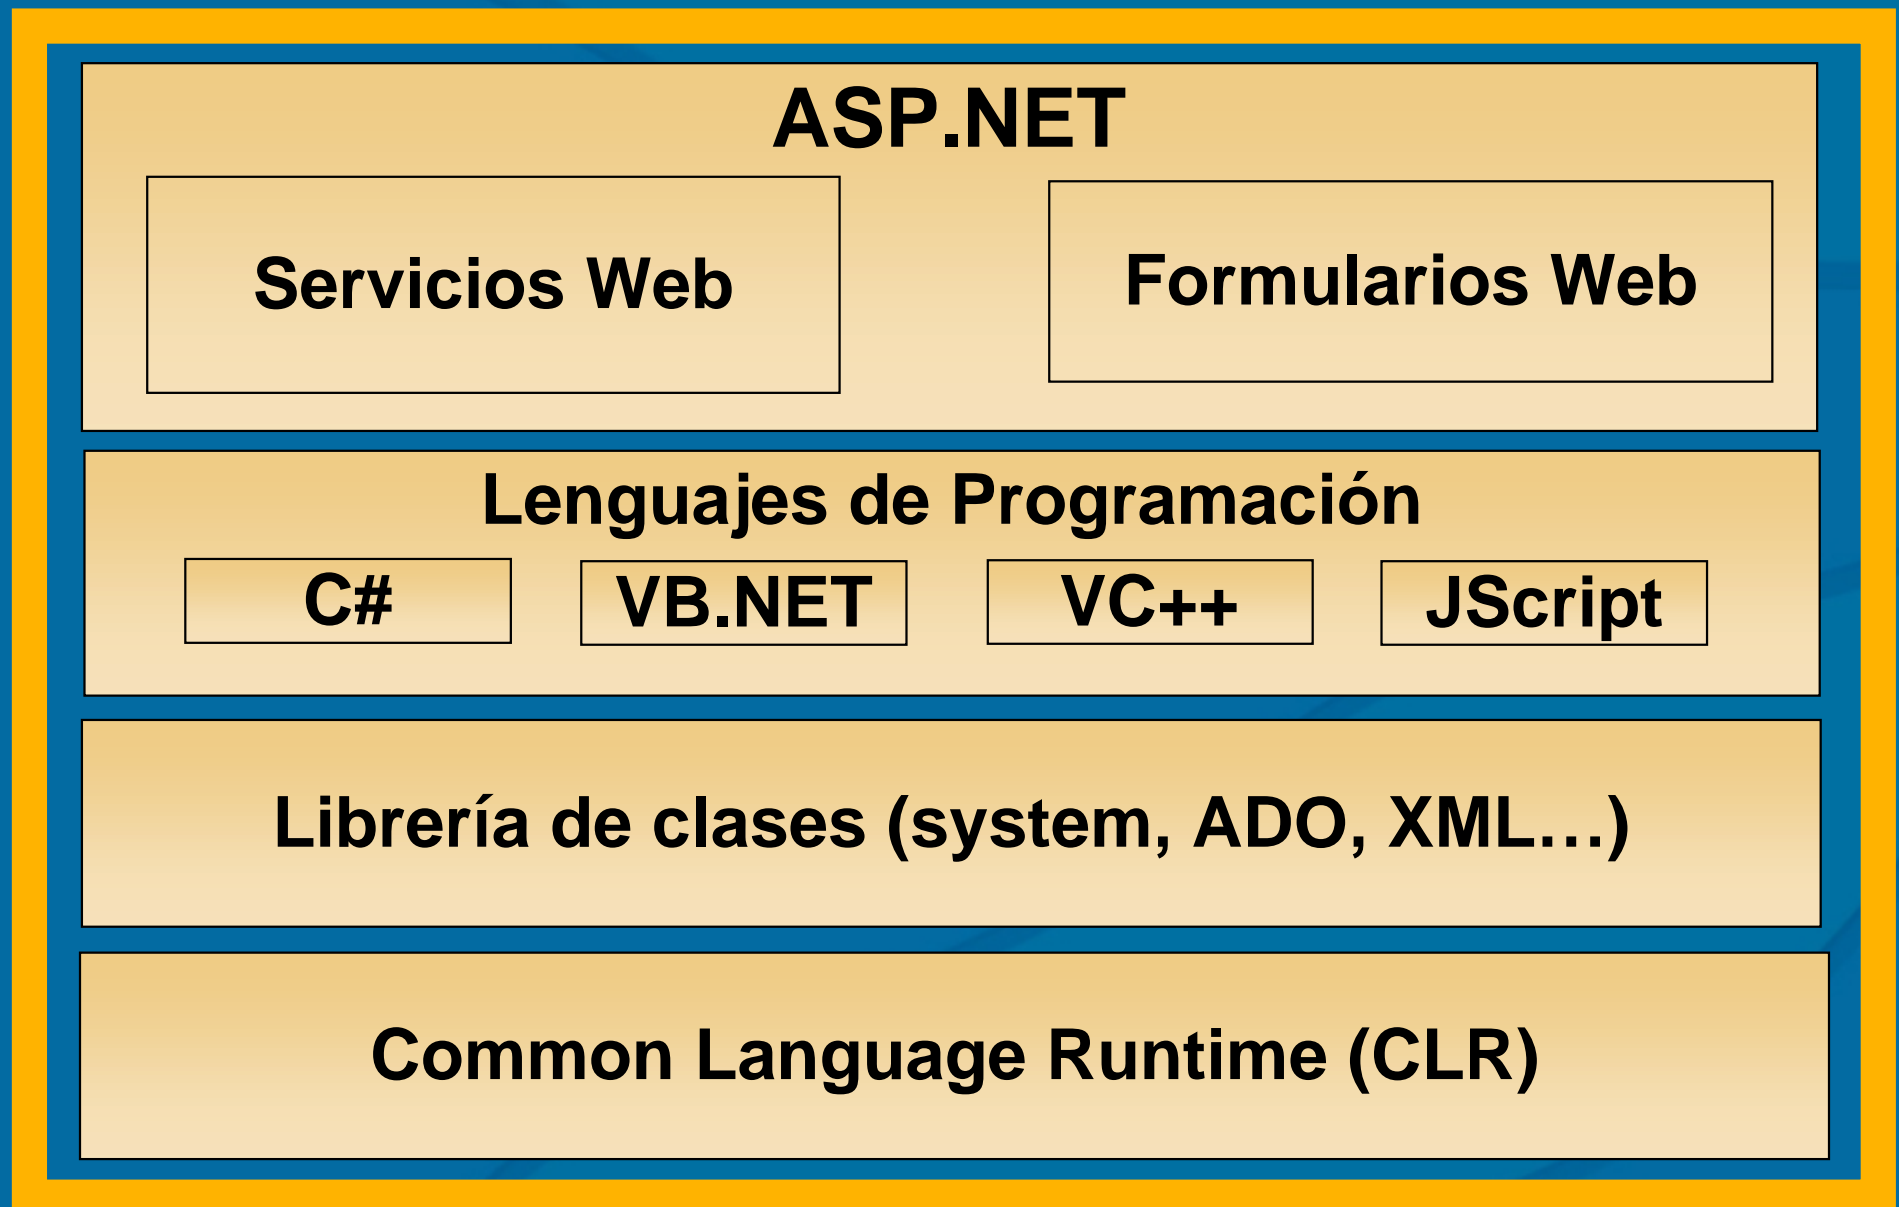 ASP.NET
Servicios Web
Formularios Web
Lenguajes de Programación
C#
VB.NET
VC++
JScript
Librería de clases (system, ADO, XML…)
Common Language Runtime (CLR)